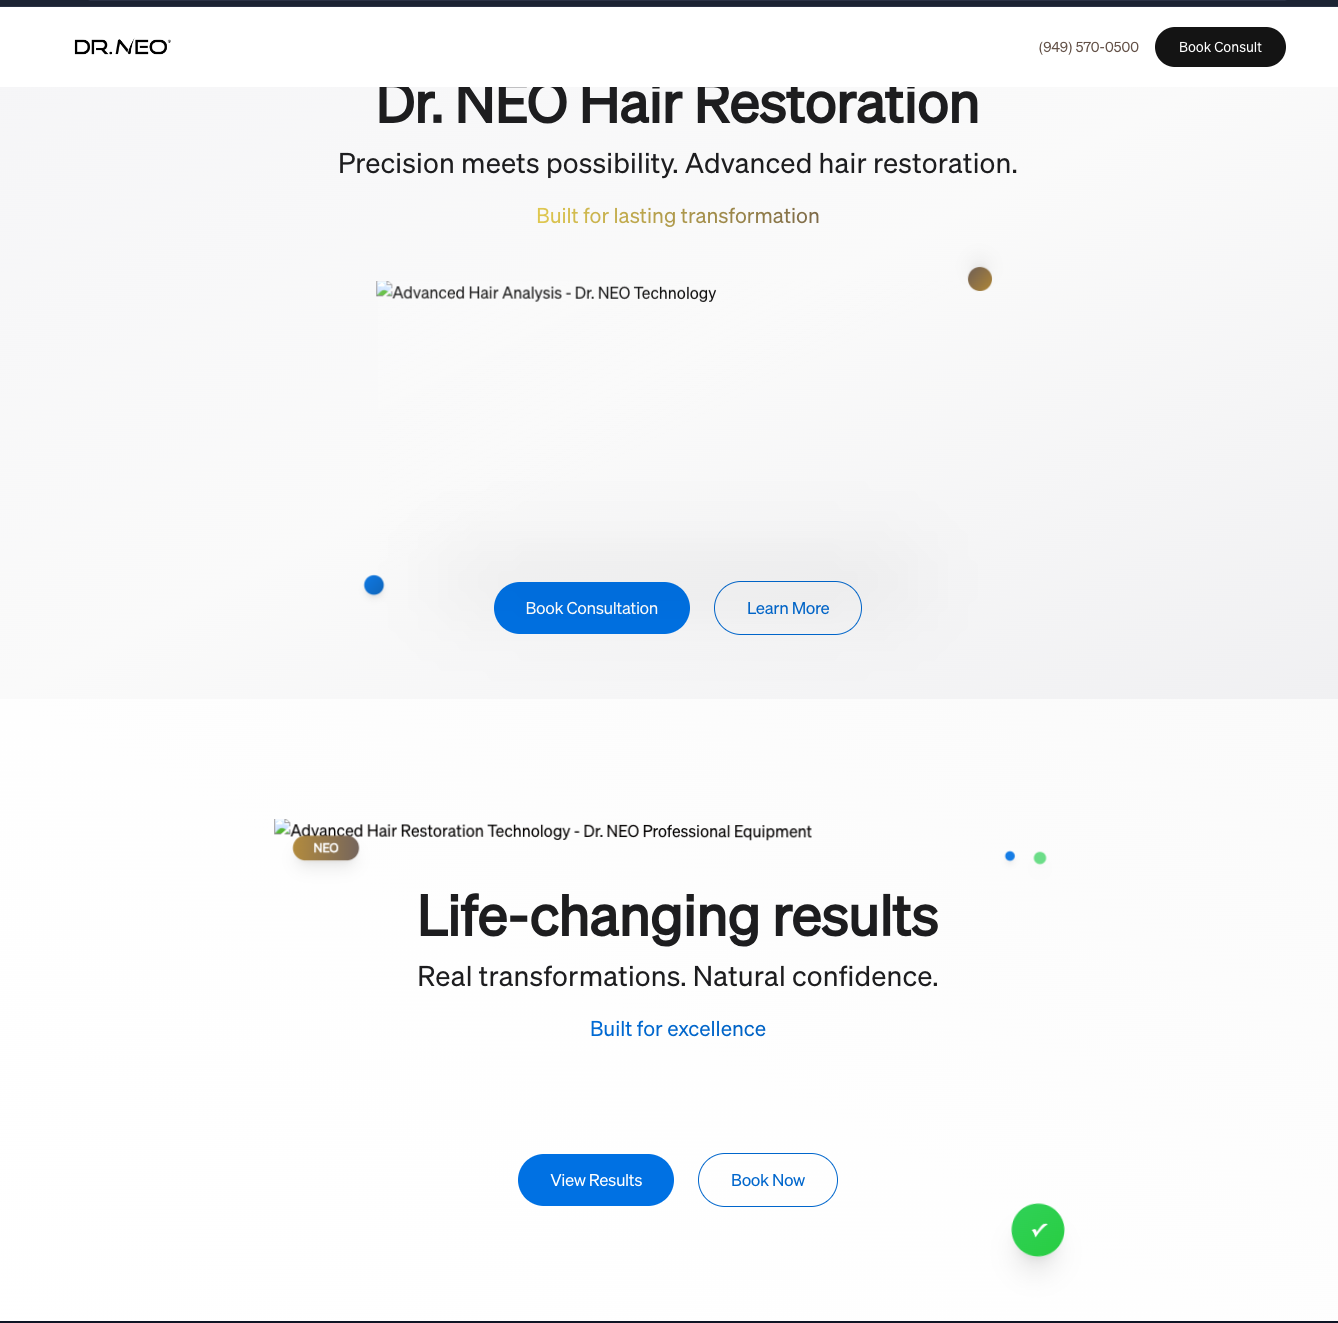 DR.NEO
(949) 570-0500
Book Consult
Dr. NEO Hair Restoration
Precision meets possibility. Advanced hair restoration.
Built for lasting transformation
Advanced Hair Analysis - Dr. NEO Technology
Book Consultation
Learn More
Advanced Hair Restoration Technology - Dr. NEO Professional Equipment
NEO
Life-changing results
Real transformations. Natural confidence.
Built for excellence
View Results
Book Now
✓